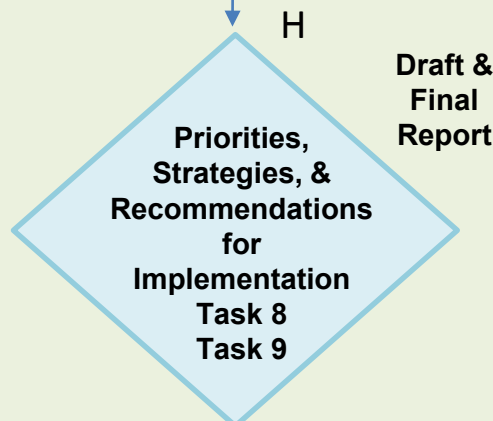 H
Draft &
Final
Report
Priorities,
Strategies, &
Recommendations
for
Implementation
Task 8
Task 9